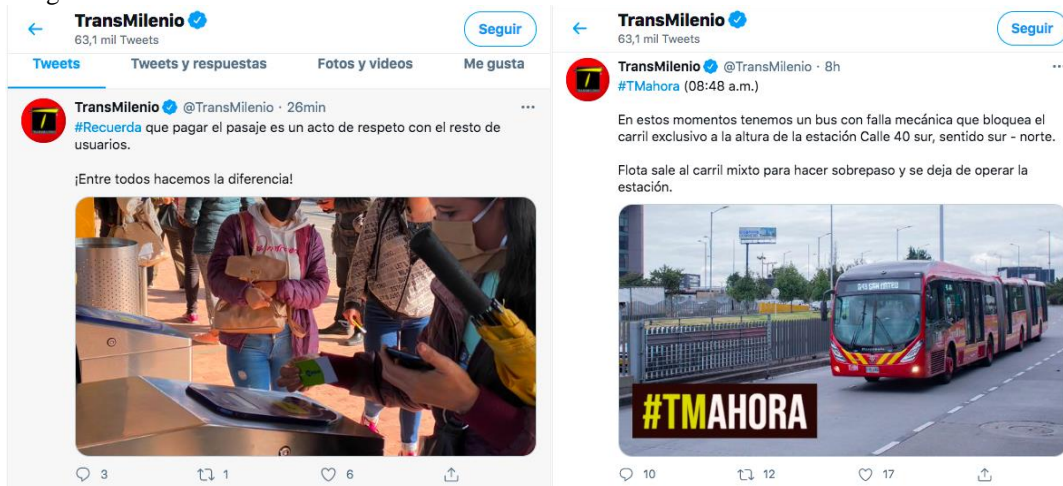 TransMilenio
63,1 mil Tweets
Seguir
Tweets
Tweets y respuestas
Fotos y videos
Me gusta
TransMilenio @TransMilenio · 26min
#Recuerda que pagar el pasaje es un acto de respeto con el resto de
usuarios.
¡Entre todos hacemos la diferencia!
3
1
6
TransMilenio
63,1 mil Tweets
Seguir
TransMilenio @TransMilenio · 8h
#TMahora (08:48 a.m.)
En estos momentos tenemos un bus con falla mecánica que bloquea el
carril exclusivo a la altura de la estación Calle 40 sur, sentido sur - norte.
Flota sale al carril mixto para hacer sobrepaso y se deja de operar la
estación.
#TMAHORA
10
12
17